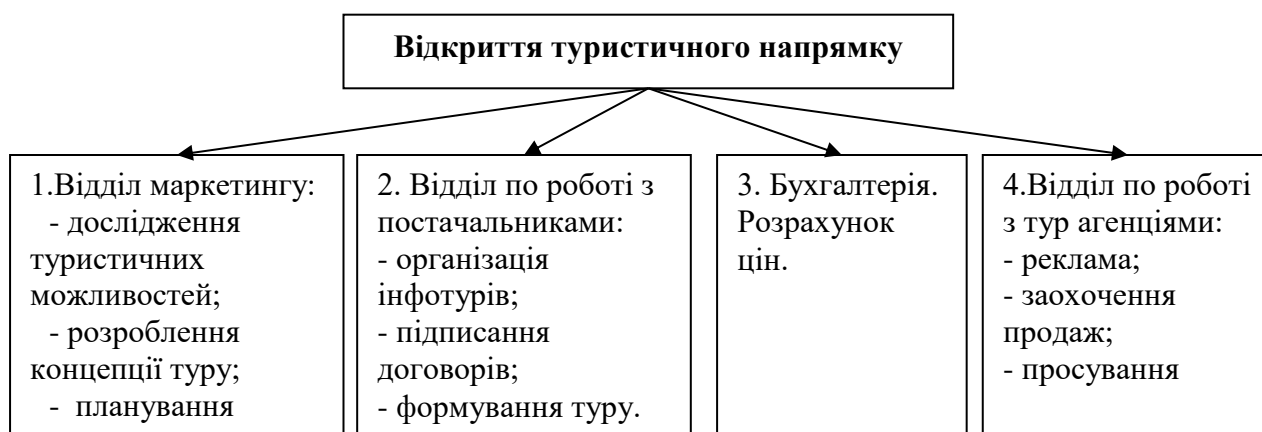 Відкриття туристичного напрямку
1.Відділ маркетингу:
- дослідження
туристичних
можливостей;
- розроблення
концепції туру;
- планування
2. Відділ по роботі з
постачальниками:
- організація
інфотурів;
- підписання
договорів;
- формування туру.
3. Бухгалтерія.
Розрахунок
цін.
4.Відділ по роботі
з тур агенціями:
- реклама;
- заохочення
продаж;
- просування